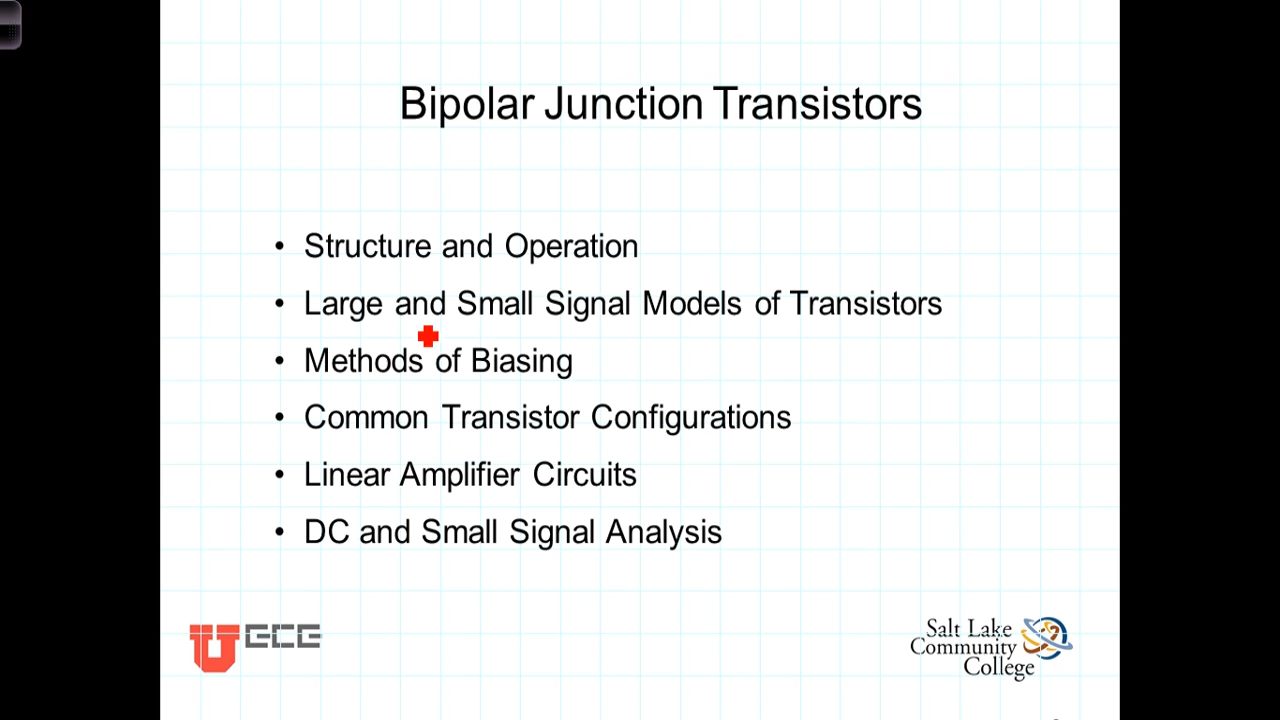 Bipolar Junction Transistors
• Structure and Operation
• Large and Small Signal Models of Transistors
• Methods of Biasing
• Common Transistor Configurations
• Linear Amplifier Circuits
• DC and Small Signal Analysis
U ECE
Salt Lake
Community
College